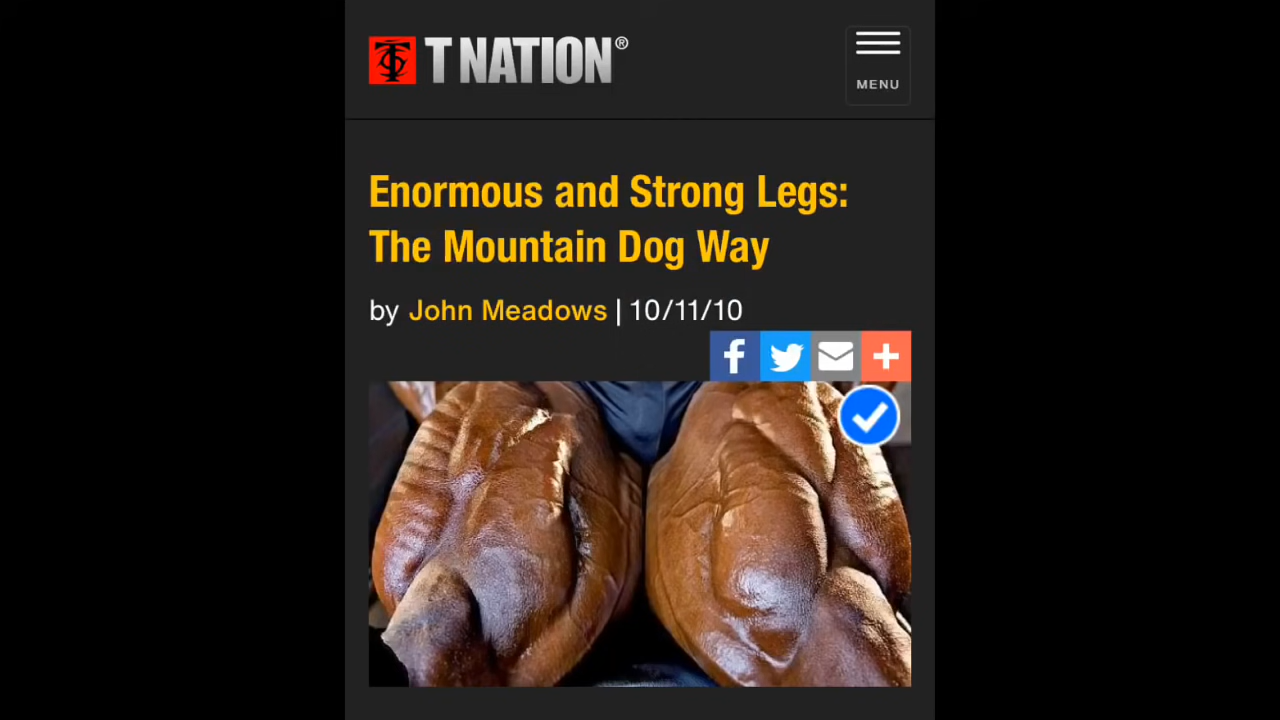 T NATION®
MENU
Enormous and Strong Legs:
The Mountain Dog Way
by John Meadows | 10/11/10